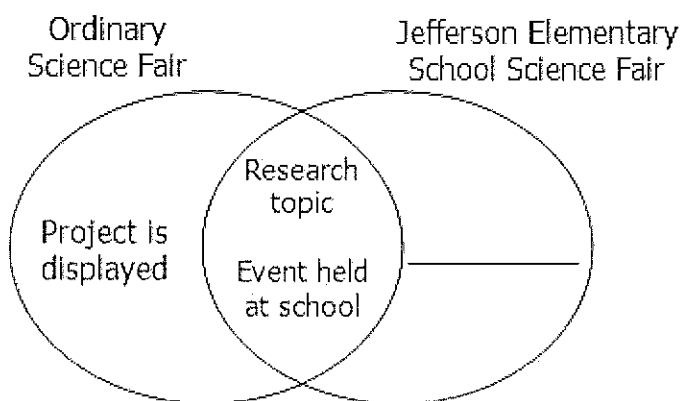 Ordinary
Science Fair
Jefferson Elementary
School Science Fair
Project is
displayed
Research
topic
Event held
at school